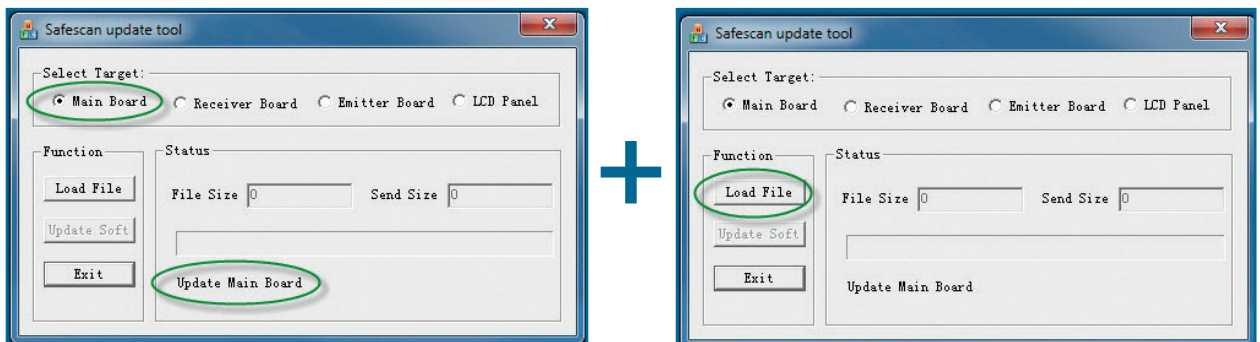 Safescan update tool
Select Target:
Main Board Receiver Board Emitter Board LCD Panel
Function
Status
Load File
File Size 0 Send Size 0
Update Soft
Exit
Update Main Board
+
Safescan update tool
Select Target:
Main Board Receiver Board Emitter Board LCD Panel
Function
Status
Load File
File Size 0 Send Size 0
Update Soft
Exit
Update Main Board